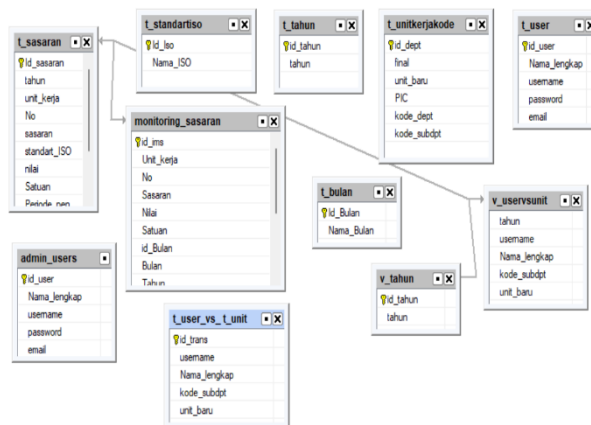 t_sasaran
Id_sasaran
tahun
unit_kerja
No
sasaran
standart_ISO
nilai
Satuan
t_standartiso
Id_Iso
Nama_ISO
t_tahun
id_tahun
tahun
t_unitkerjakode
id_dept
final
unit_baru
PIC
kode_dept
kode_subdpt
t_user
id_user
Nama_lengkap
username
password
email
monitoring_sasaran
id_ims
Unit_kerja
No
Sasaran
Nilai
Satuan
id_Bulan
Bulan
Tahun
t_bulan
Id_Bulan
Nama_Bulan
v_uservsunit
tahun
username
Nama_lengkap
kode_subdpt
unit_baru
admin_users
id_user
Nama_lengkap
username
password
email
v_tahun
id_tahun
tahun
t_user_vs_t_unit
id_trans
username
Nama_lengkap
kode_subdpt
unit_baru